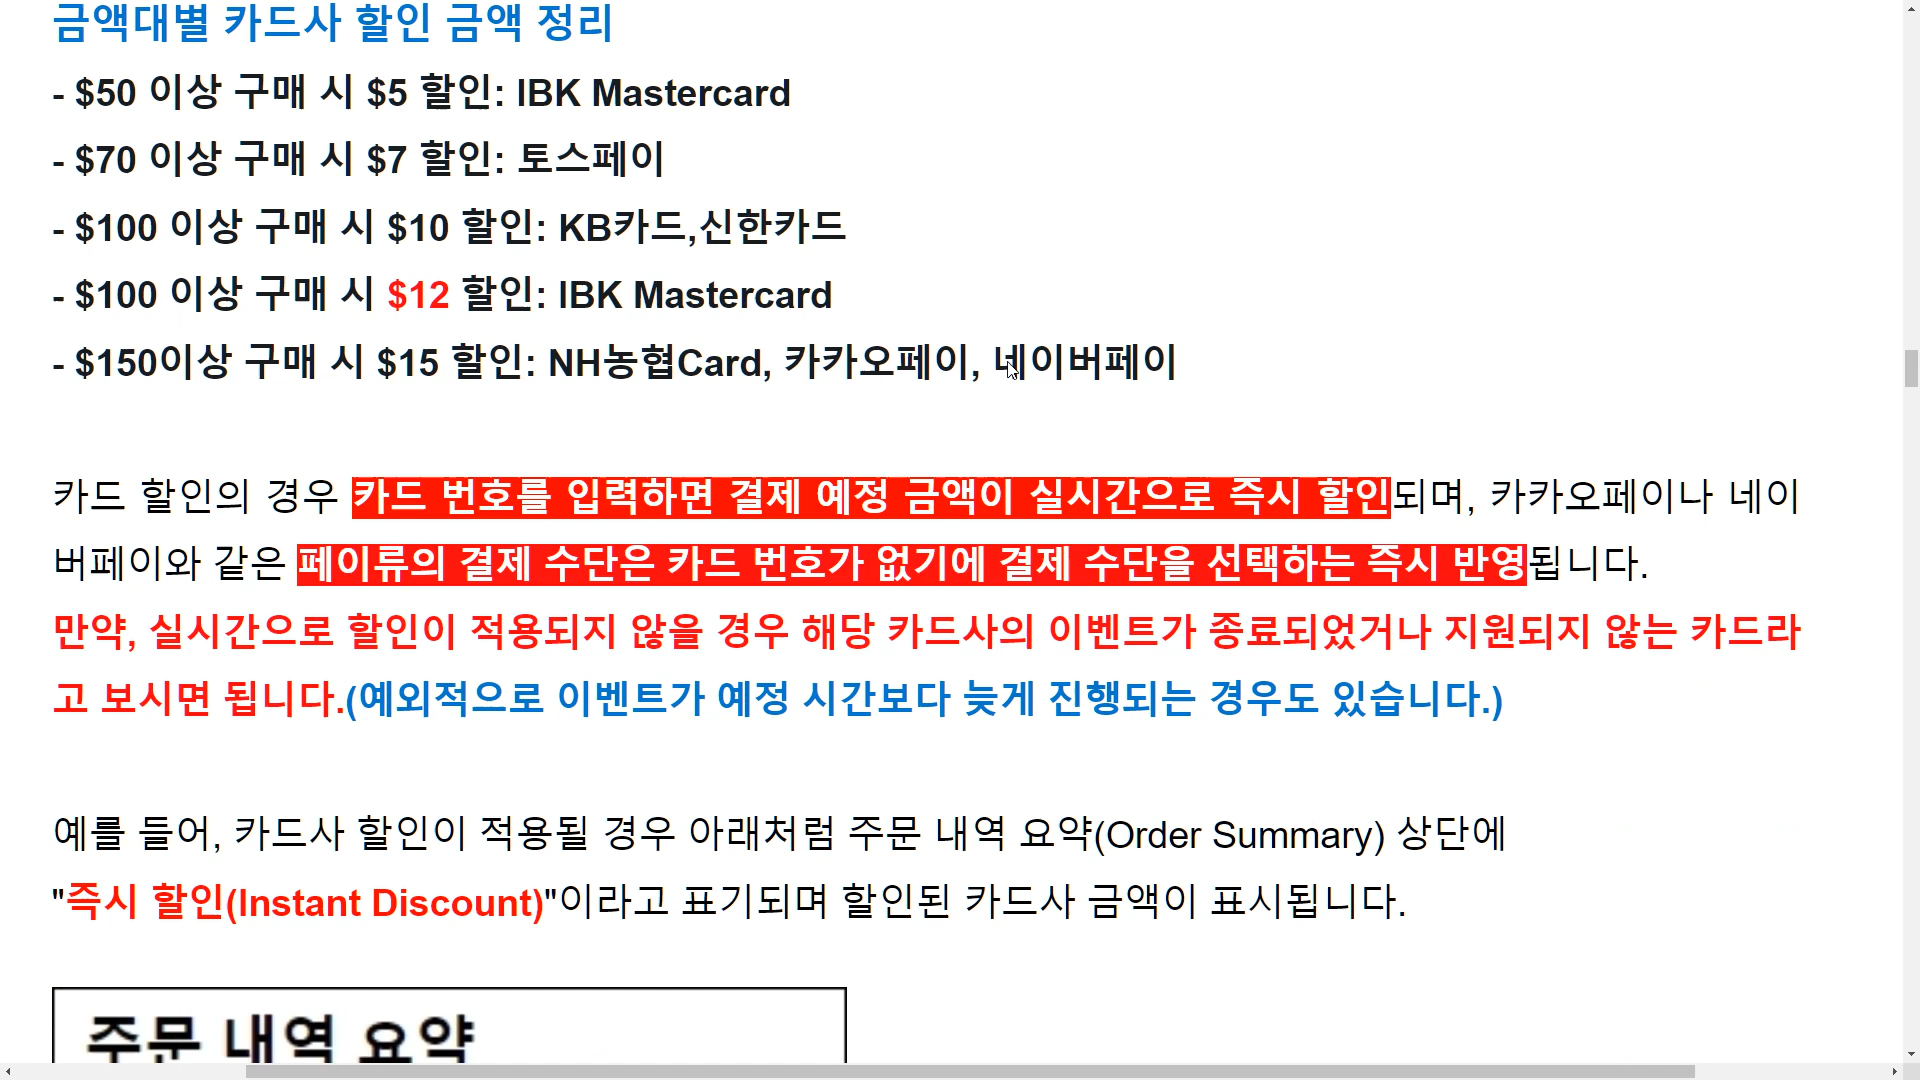 금액대별 카드사 할인 금액 정리
- $50 이상 구매 시 $5 할인: IBK Mastercard
- $70 이상 구매 시 $7 할인: 토스페이
- $100 이상 구매 시 $10 할인: KB카드,신한카드
- $100 이상 구매 시 $12 할인: IBK Mastercard
- $150이상 구매 시 $15 할인: NH농협Card, 카카오페이, 네이버페이
카드 할인의 경우 카드 번호를 입력하면 결제 예정 금액이 실시간으로 즉시 할인되며, 카카오페이나 네이
버페이와 같은 페이류의 결제 수단은 카드 번호가 없기에 결제 수단을 선택하는 즉시 반영됩니다.
만약, 실시간으로 할인이 적용되지 않을 경우 해당 카드사의 이벤트가 종료되었거나 지원되지 않는 카드라
고 보시면 됩니다.(예외적으로 이벤트가 예정 시간보다 늦게 진행되는 경우도 있습니다.)
예를 들어, 카드사 할인이 적용될 경우 아래처럼 주문 내역 요약(Order Summary) 상단에
"즉시 할인(Instant Discount)"이라고 표기되며 할인된 카드사 금액이 표시됩니다.
주문 내역 요약